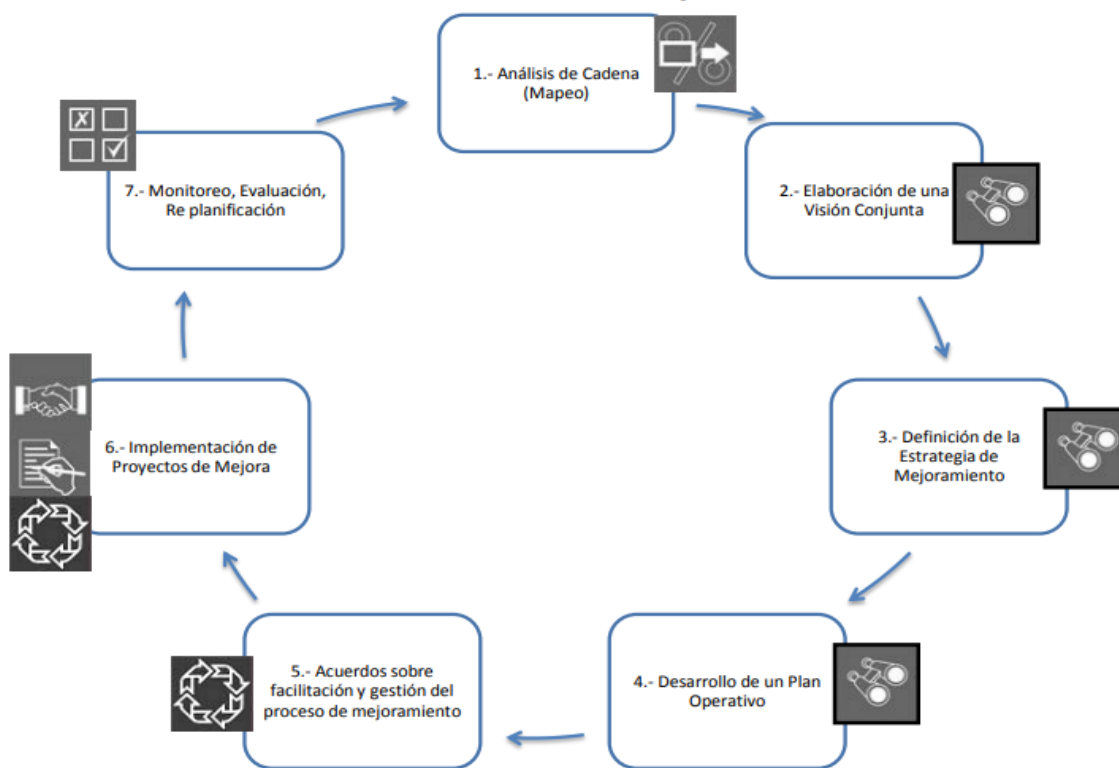 1.- Análisis de Cadena
(Mapeo)
2.- Elaboración de una
Visión Conjunta
3.- Definición de la
Estrategia de
Mejoramiento
4.- Desarrollo de un Plan
Operativo
5.- Acuerdos sobre
facilitación y gestión del
proceso de mejoramiento
6.- Implementación de
Proyectos de Mejora
7.- Monitoreo, Evaluación,
Re planificación